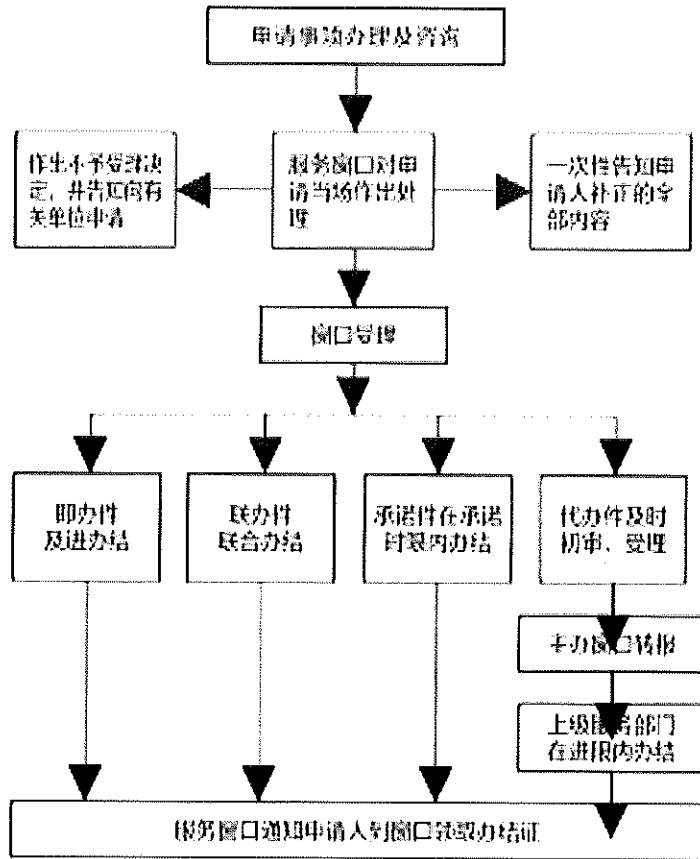 申请事项办理及咨询
作出不予受理决
定，并告知向有
关单位申请
服务窗口对申
请当场作出处
理
一次性告知申
请人补正的全
部内容
窗口受理
即办件
及进办结
联办件
联合办结
承诺件在承诺
时限内办结
代办件及时
初审、受理
主办窗口转报
上级服务部门
在进限内办结
服务窗口通知申请人到窗口领取办结证